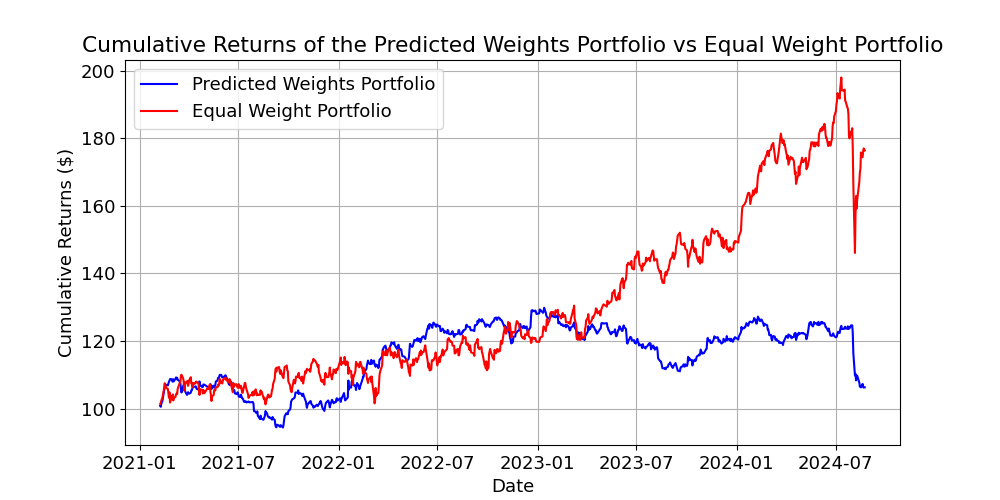 Cumulative Returns of the Predicted Weights Portfolio vs Equal Weight Portfolio
Predicted Weights Portfolio
Equal Weight Portfolio
Cumulative Returns ($)
200
180
160
140
120
100
2021-01 2021-07 2022-01 2022-07 2023-01 2023-07 2024-01 2024-07
Date